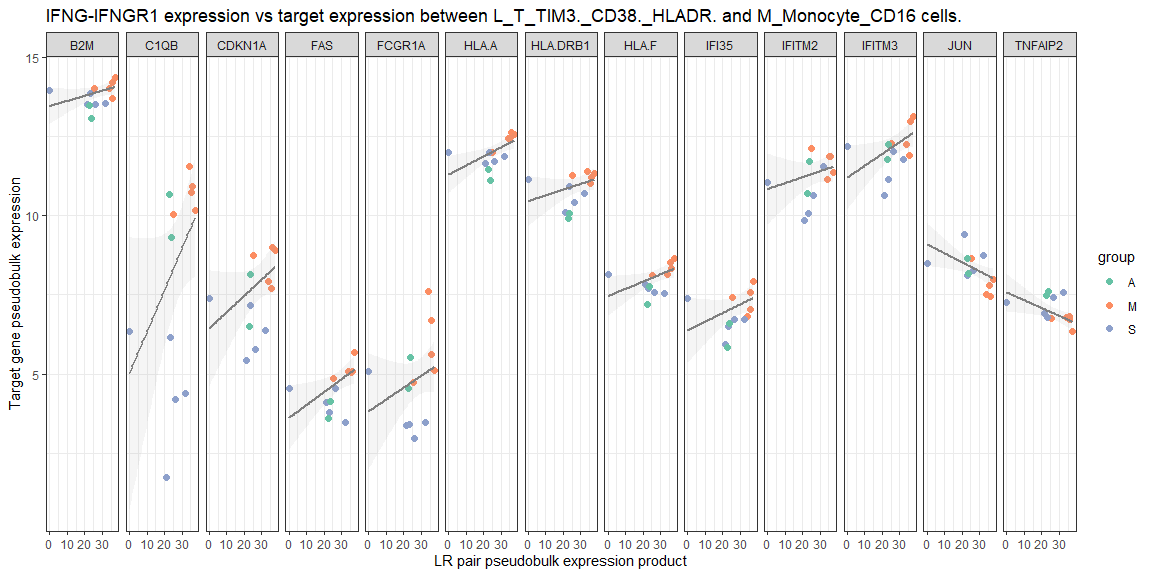 IFNG-IFNGR1 expression vs target expression between L_T_TIM3._CD38._HLADR. and M_Monocyte_CD16 cells.
B2M C1QB CDKN1A FAS FCGR1A HLA.A HLA.DRB1 HLA.F IFI35 IFITM2 IFITM3 JUN TNFAIP2
15
10
5
Target gene pseudobulk expression
0 10 20 30 0 10 20 30 0 10 20 30 0 10 20 30 0 10 20 30 0 10 20 30 0 10 20 30 0 10 20 30 0 10 20 30 0 10 20 30 0 10 20 30 0 10 20 30 0 10 20 30
LR pair pseudobulk expression product
group
A
M
S